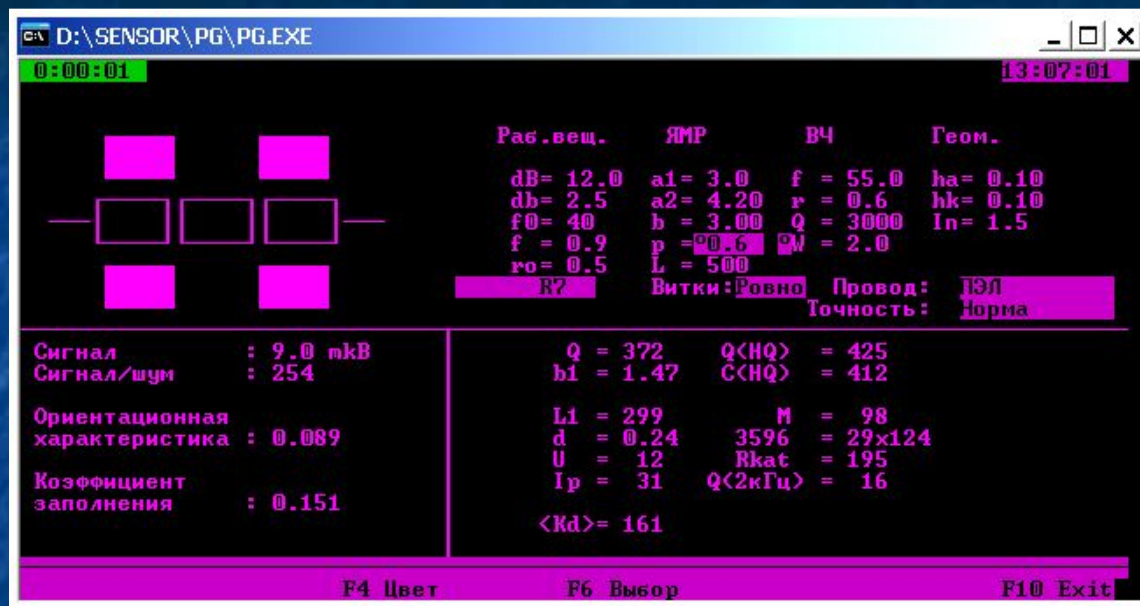 D:\SENSOR\PG\PG.EXE
0:00:01 13:07:01
Раб.вещ. ЯМР ВЧ Геом.
dB= 12.0 a1= 3.0 f = 55.0 ha= 0.10
db= 2.5 a2= 4.20 r = 0.6 hk= 0.10
f0= 40 b = 3.00 Q = 3000 In= 1.5
f = 0.9 p =º0.6 ºW = 2.0
ro= 0.5 L = 500
R7 Витки:Ровно Провод: ПЭЛ
Точность: Норма
Сигнал : 9.0 mkB
Сигнал/шум : 254
Ориентационная
характеристика : 0.089
Коэффициент
заполнения : 0.151
Q = 372 Q(HQ) = 425
b1 = 1.47 C(HQ) = 412
L1 = 299 M = 98
d = 0.24 3596 = 29x124
U = 12 Rkat = 195
Ip = 31 Q(2кГц) = 16
<Kd>= 161
F4 Цвет F6 Выбор F10 Exit